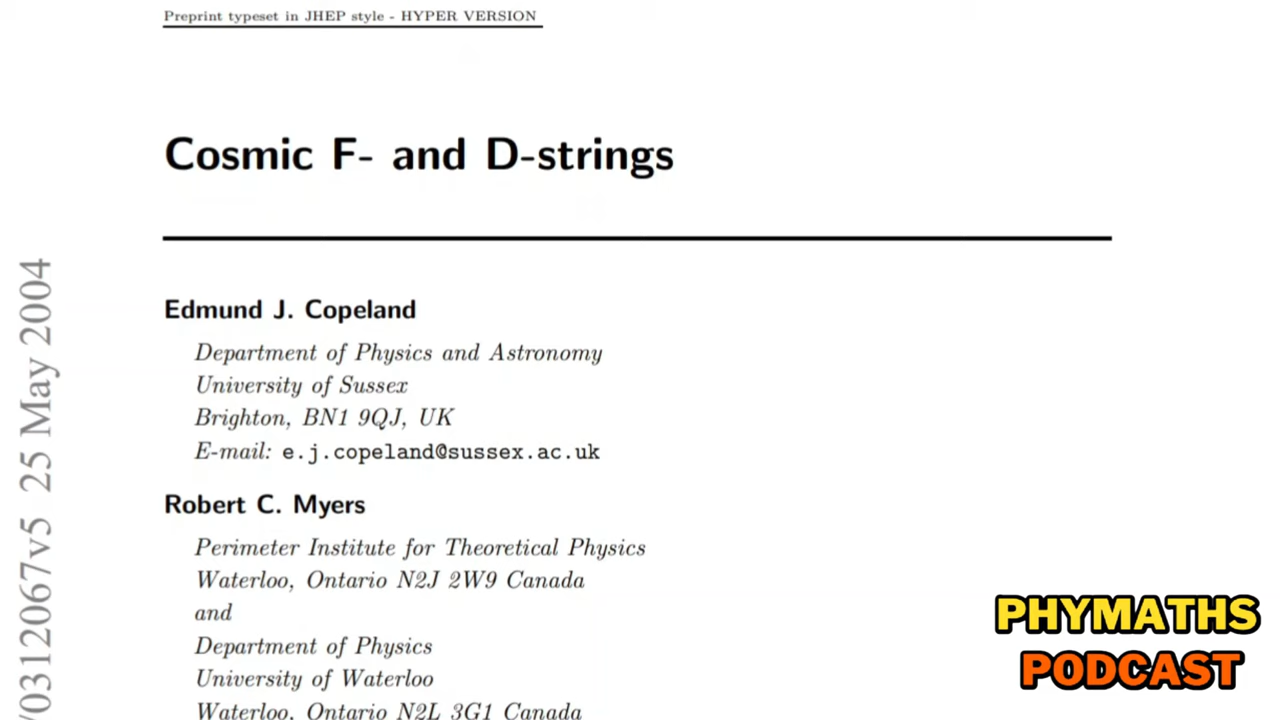 Preprint typeset in JHEP style - HYPER VERSION
Cosmic F- and D-strings
Edmund J. Copeland
Department of Physics and Astronomy
University of Sussex
Brighton, BN1 9QJ, UK
E-mail: e.j.copeland@sussex.ac.uk
Robert C. Myers
Perimeter Institute for Theoretical Physics
Waterloo, Ontario N2J 2W9 Canada
and
Department of Physics
University of Waterloo
Waterloo, Ontario N2L 3G1 Canada
/0312067v5 25 May 2004
PHYMATHS
PODCAST